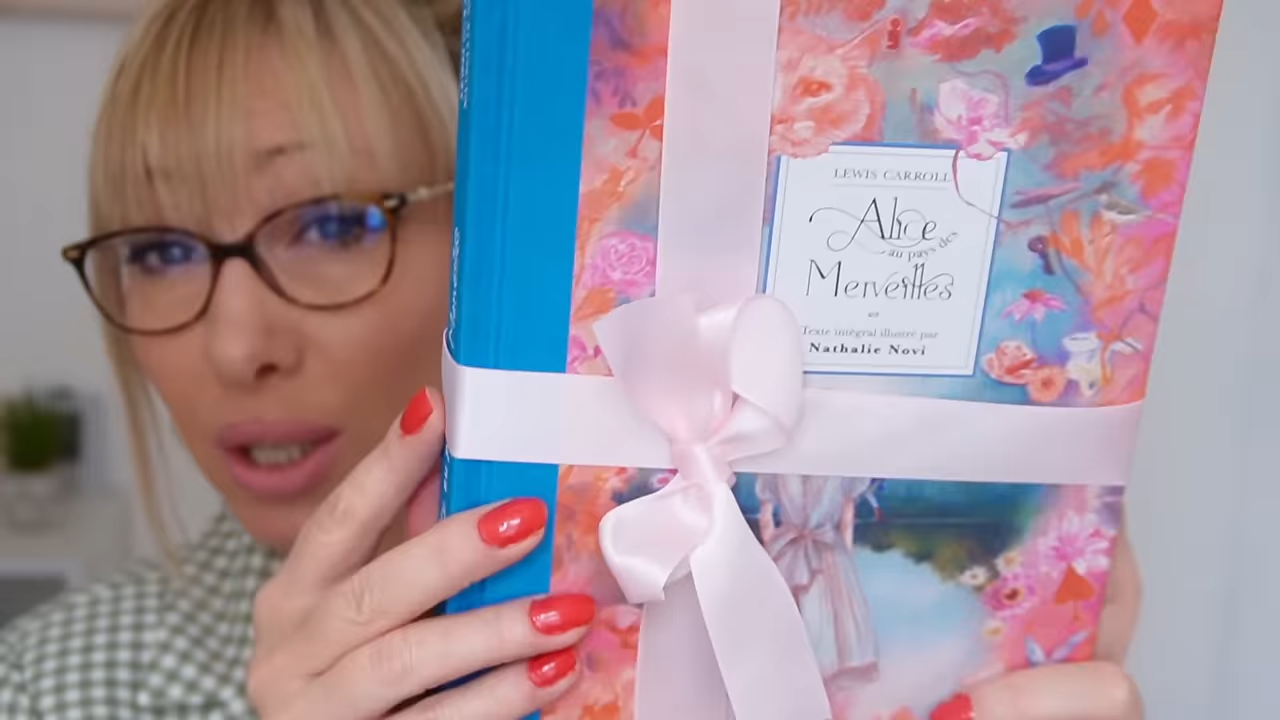 LEWIS CARROLL
Alice
au pays des
Merveilles
Texte intégral illustré par
Nathalie Novi